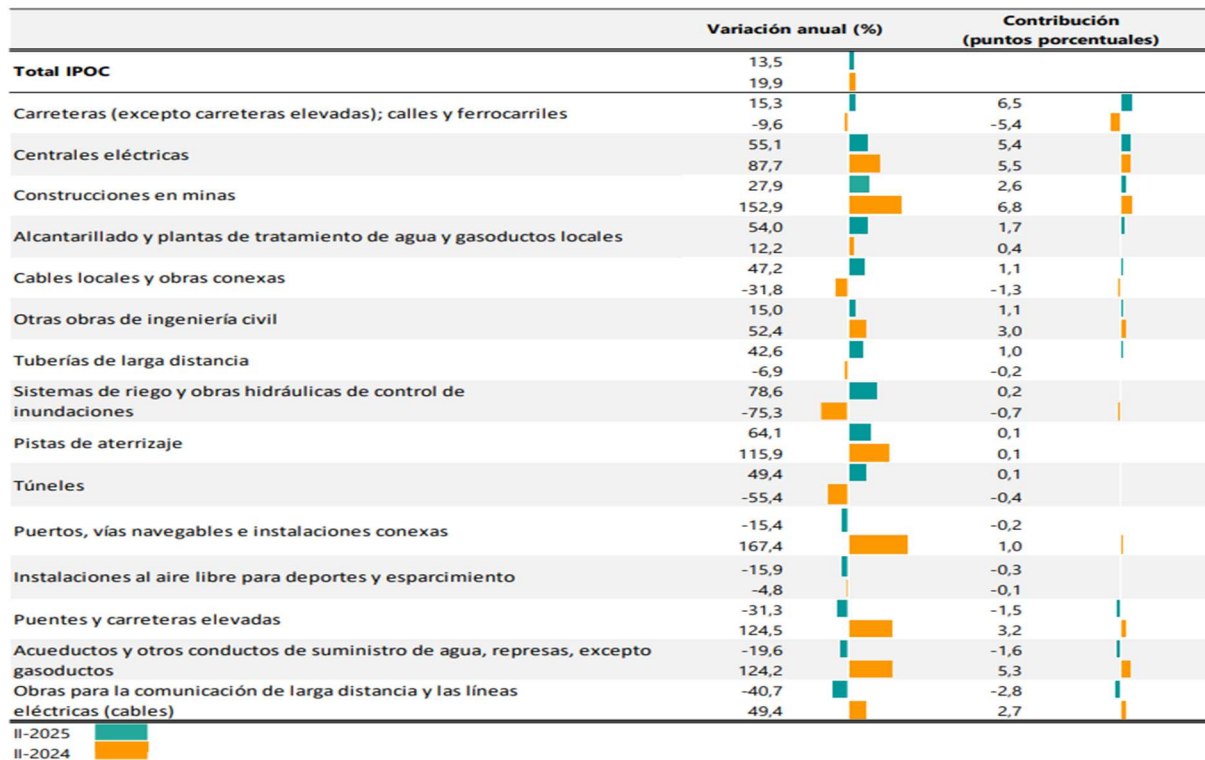 Variación anual (%)
Contribución
(puntos porcentuales)
Total IPOC
13,5
19,9
Carreteras (excepto carreteras elevadas); calles y ferrocarriles
15,3
6,5
-9,6
-5,4
Centrales eléctricas
55,1
5,4
87,7
5,5
Construcciones en minas
27,9
2,6
152,9
6,8
Alcantarillado y plantas de tratamiento de agua y gasoductos locales
54,0
1,7
12,2
0,4
Cables locales y obras conexas
47,2
1,1
-31,8
-1,3
Otras obras de ingeniería civil
15,0
1,1
52,4
3,0
Tuberías de larga distancia
42,6
1,0
-6,9
-0,2
Sistemas de riego y obras hidráulicas de control de
inundaciones
78,6
0,2
-75,3
-0,7
Pistas de aterrizaje
64,1
0,1
115,9
0,1
Túneles
49,4
0,1
-55,4
-0,4
Puertos, vías navegables e instalaciones conexas
-15,4
-0,2
167,4
1,0
Instalaciones al aire libre para deportes y esparcimiento
-15,9
-0,3
-4,8
-0,1
Puentes y carreteras elevadas
-31,3
-1,5
124,5
3,2
Acueductos y otros conductos de suministro de agua, represas, excepto
gasoductos
-19,6
-1,6
124,2
5,3
Obras para la comunicación de larga distancia y las líneas
eléctricas (cables)
-40,7
-2,8
49,4
2,7
II-2025
II-2024